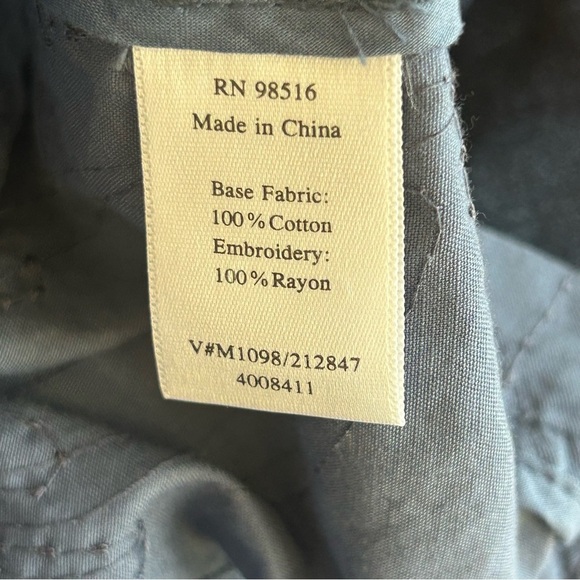 RN 98516
Made in China
Base Fabric:
100% Cotton
Embroidery:
100% Rayon
V#M1098/212847
4008411